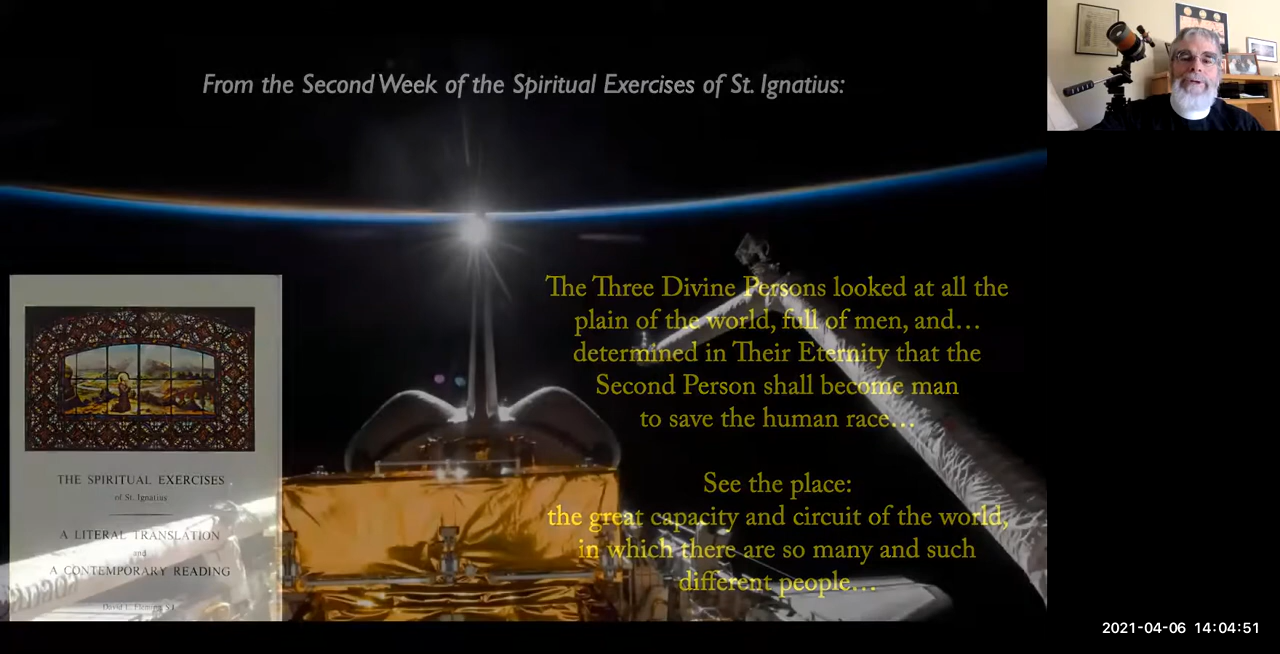 From the Second Week of the Spiritual Exercises of St. Ignatius:
The Three Divine Persons looked at all the
plain of the world, full of men, and…
determined in Their Eternity that the
Second Person shall become man
to save the human race…
See the place:
the great capacity and circuit of the world,
in which there are so many and such
different people…
THE SPIRITUAL EXERCISES
of St. Ignatius
A LITERAL TRANSLATION
and
A CONTEMPORARY READING
David L. Fleming, S.J.
2021-04-06 14:04:51